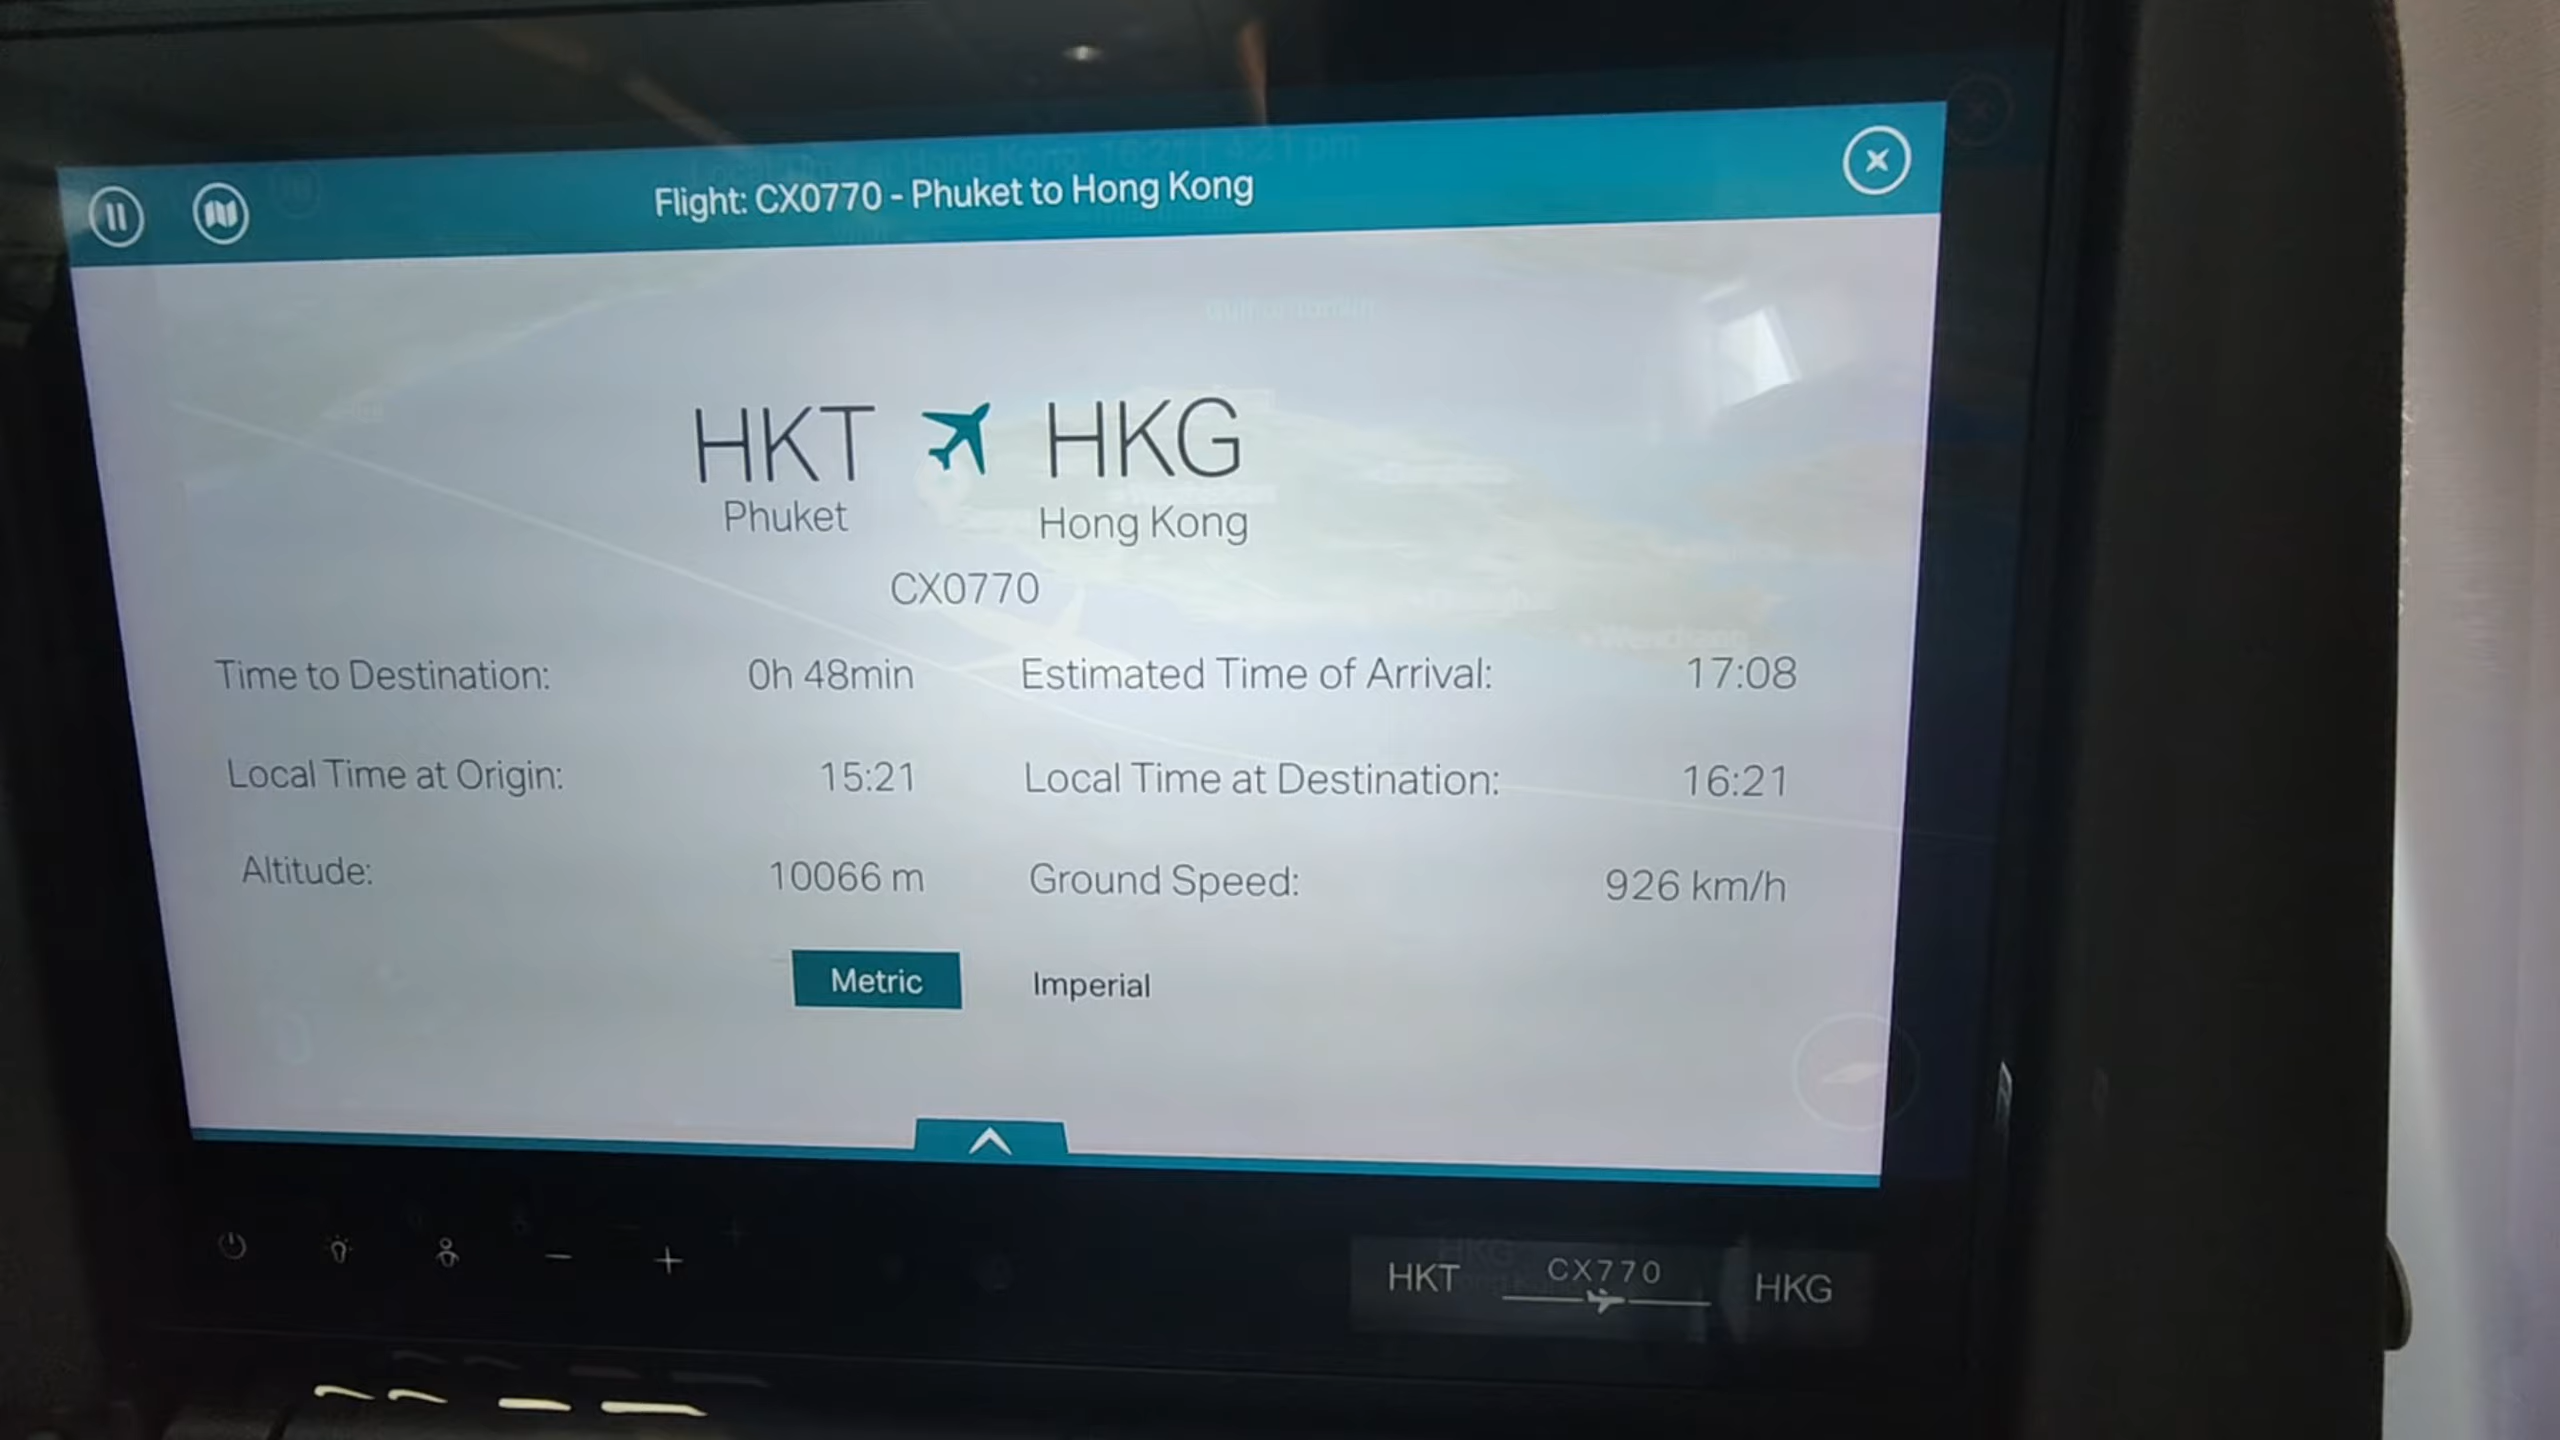 Flight: CX0770 - Phuket to Hong Kong
HKT HKG
Phuket Hong Kong
CX0770
Time to Destination: 0h 48min Estimated Time of Arrival: 17:08
Local Time at Origin: 15:21 Local Time at Destination: 16:21
Altitude: 10066 m Ground Speed: 926 km/h
Metric Imperial
HKT CX770 HKG